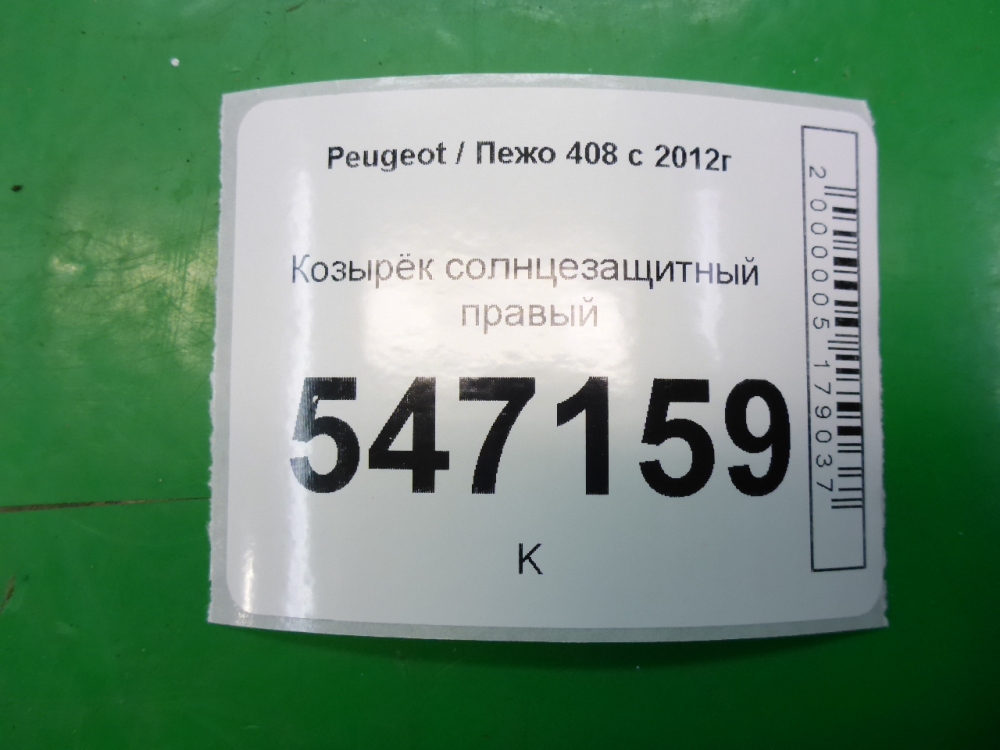 Peugeot / Пежо 408 с 2012г
Козырёк солнцезащитный
правый
547159
К
2000005179037